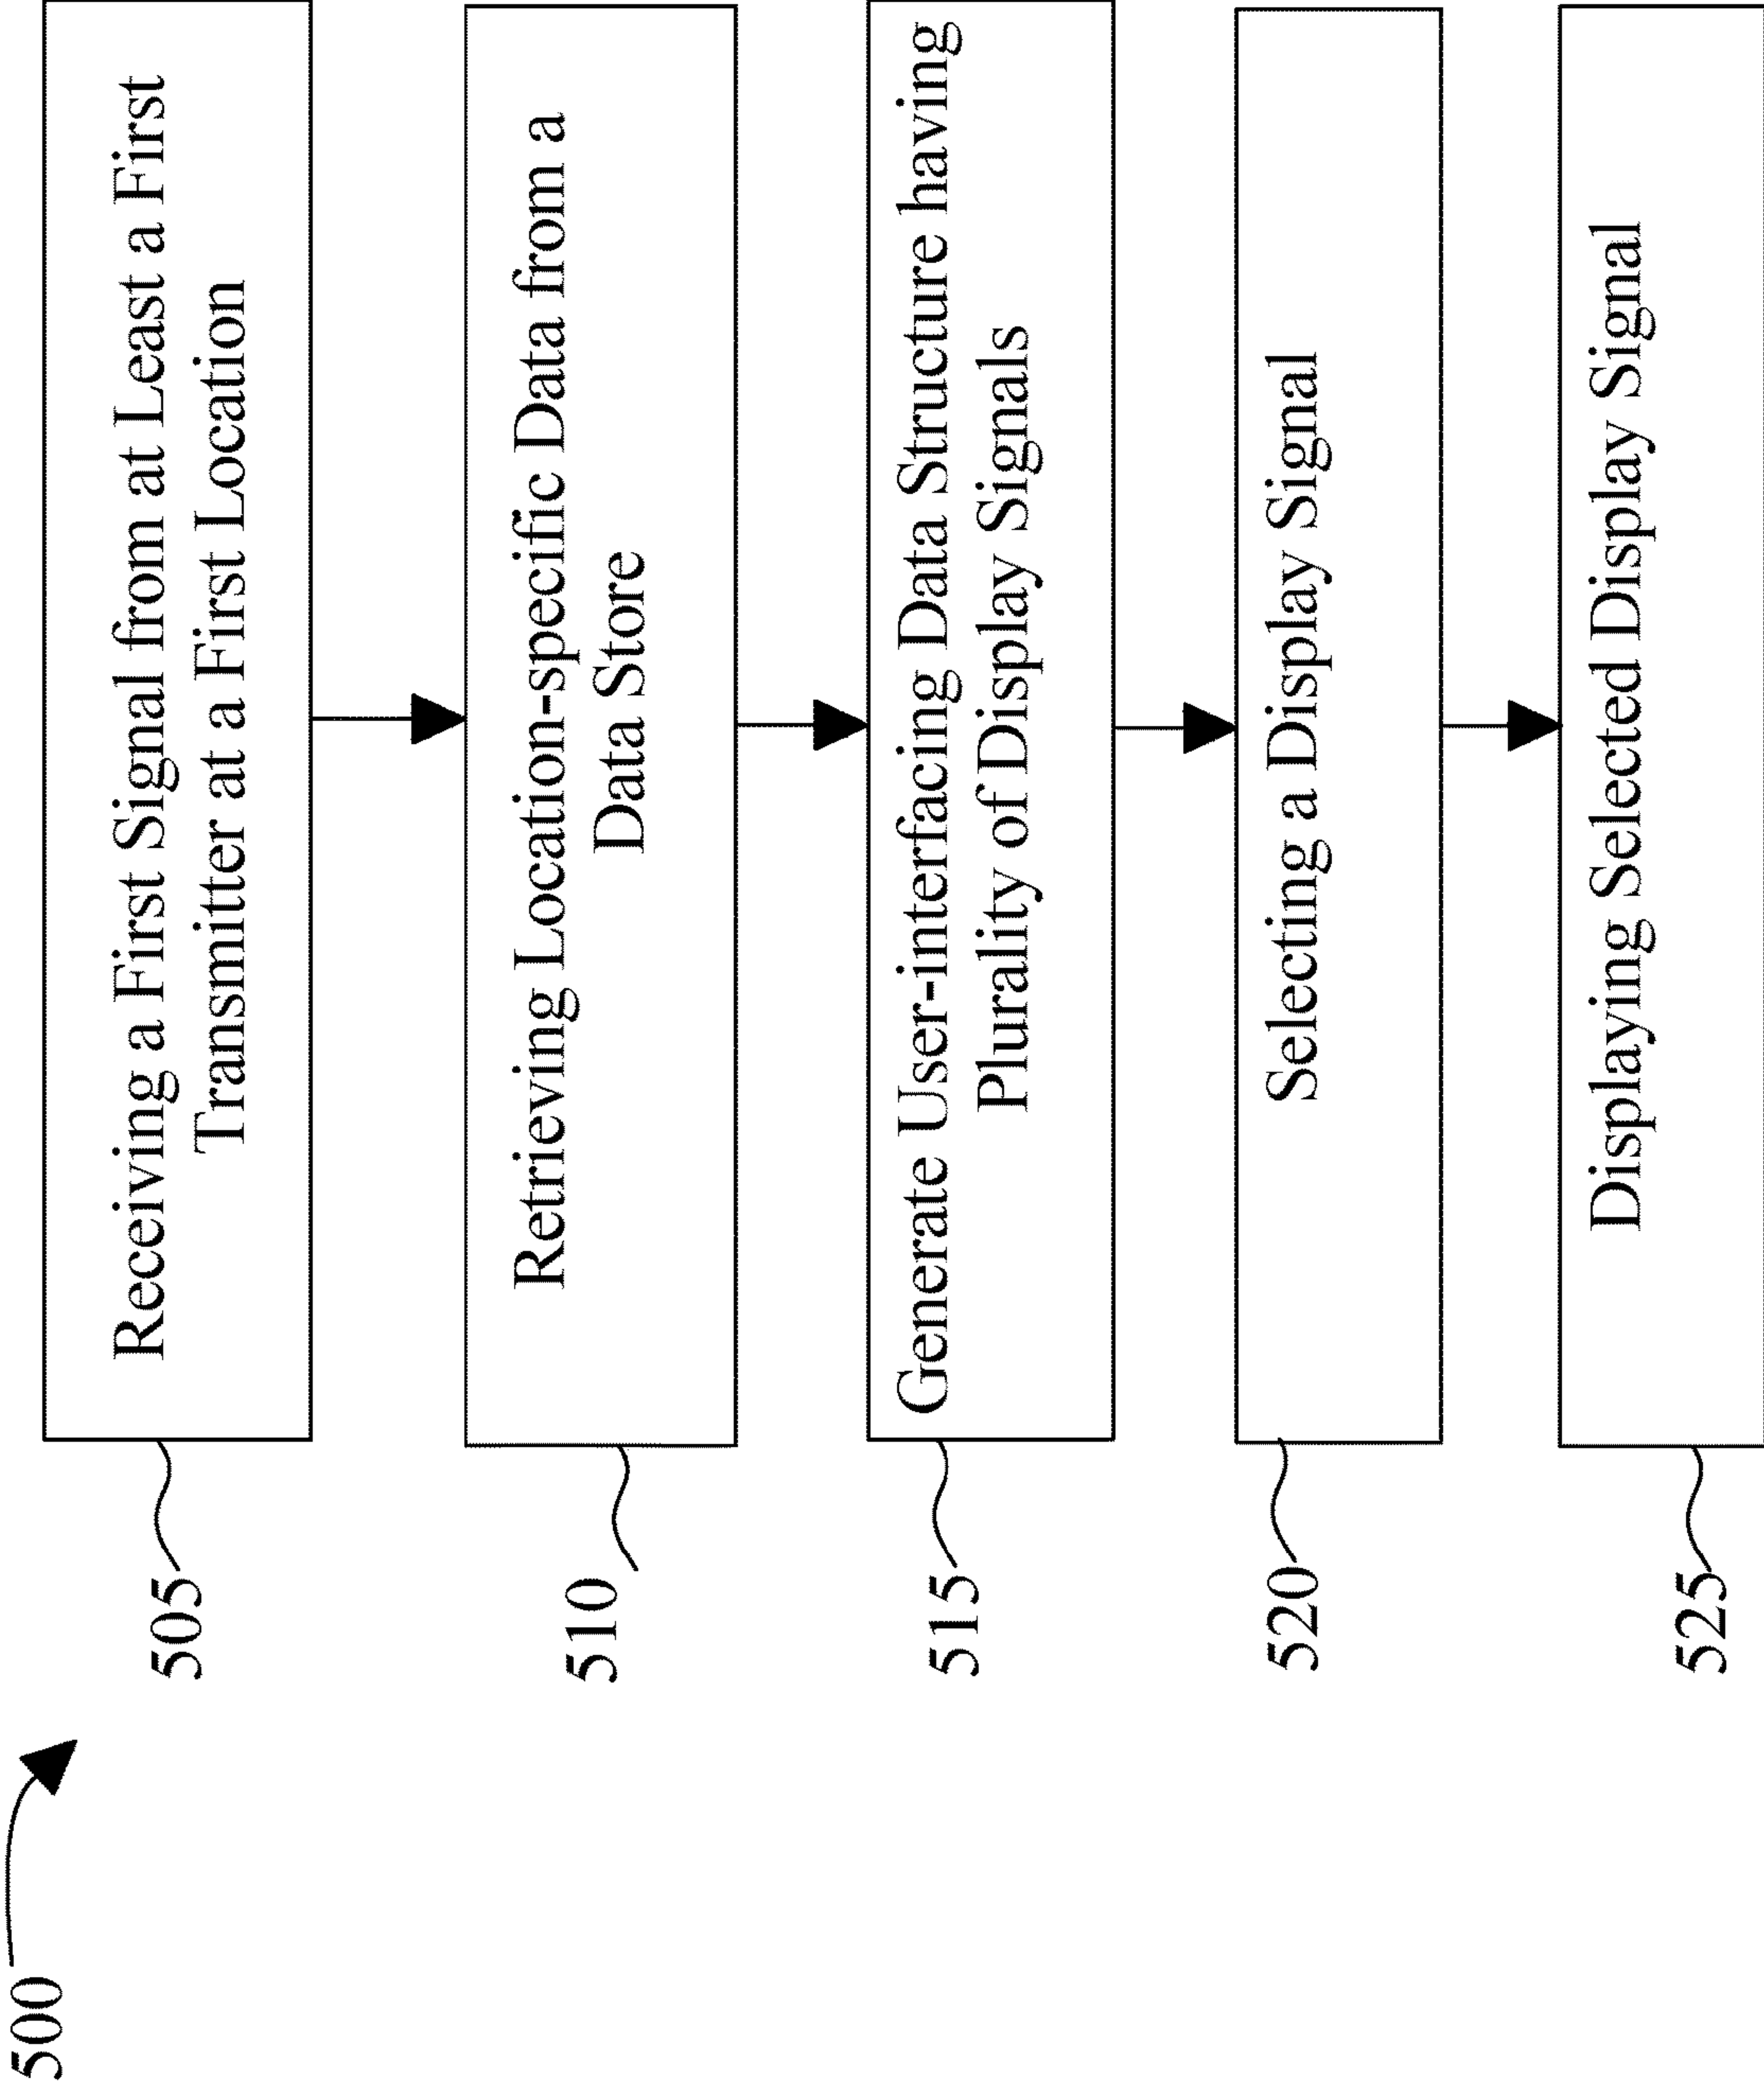 500
505
Receiving a First Signal from at Least a First
Transmitter at a First Location
510
Retrieving Location-specific Data from a
Data Store
515
Generate User-interfacing Data Structure having
Plurality of Display Signals
520
Selecting a Display Signal
525
Displaying Selected Display Signal